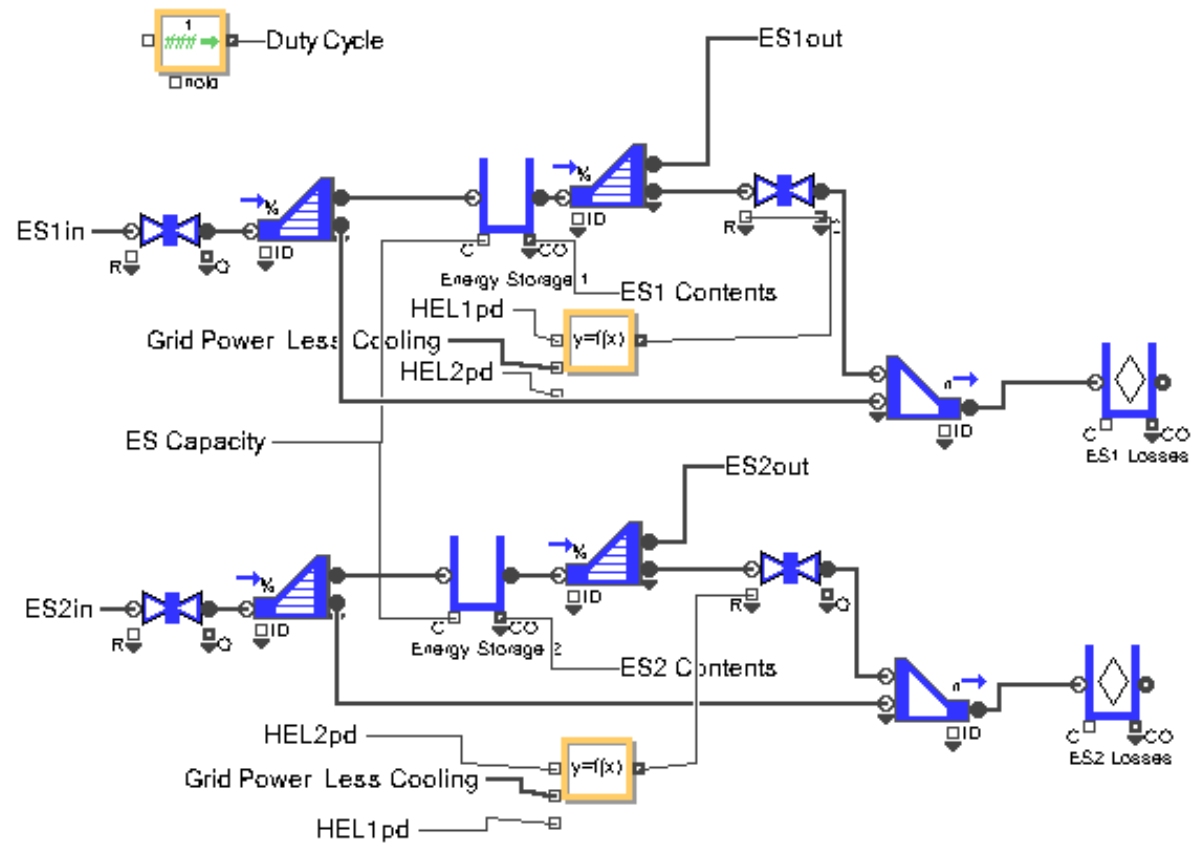 1
###
Duty Cycle
nola
ES1out
%
%
ID
ES1in
ID
R
Q
R
C
CO
Energy Storage 1
ES1 Contents
HEL1pd
y=f(x)
Grid Power Less Cooling
HEL2pd
n
ID
C
CO
ES1 Losses
ES Capacity
ES2out
%
%
ID
ES2in
ID
R
Q
R
Q
C
CO
Energy Storage 2
ES2 Contents
n
ID
C
CO
ES2 Losses
HEL2pd
y=f(x)
Grid Power Less Cooling
HEL1pd